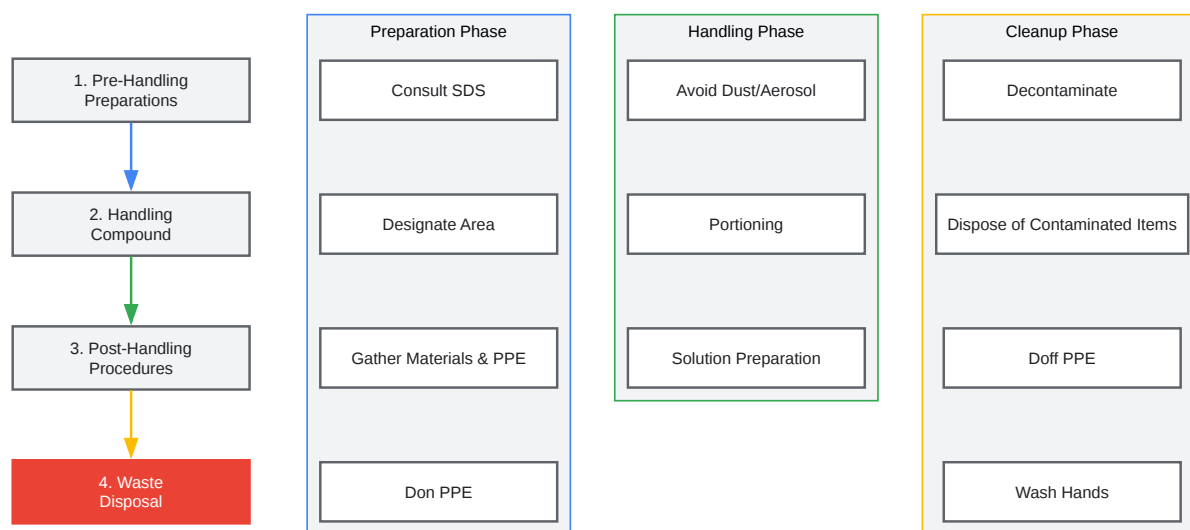 1. Pre-Handling
Preparations
2. Handling
Compound
3. Post-Handling
Procedures
4. Waste
Disposal
Preparation Phase
Consult SDS
Designate Area
Gather Materials & PPE
Don PPE
Handling Phase
Avoid Dust/Aerosol
Portioning
Solution Preparation
Cleanup Phase
Decontaminate
Dispose of Contaminated Items
Doff PPE
Wash Hands